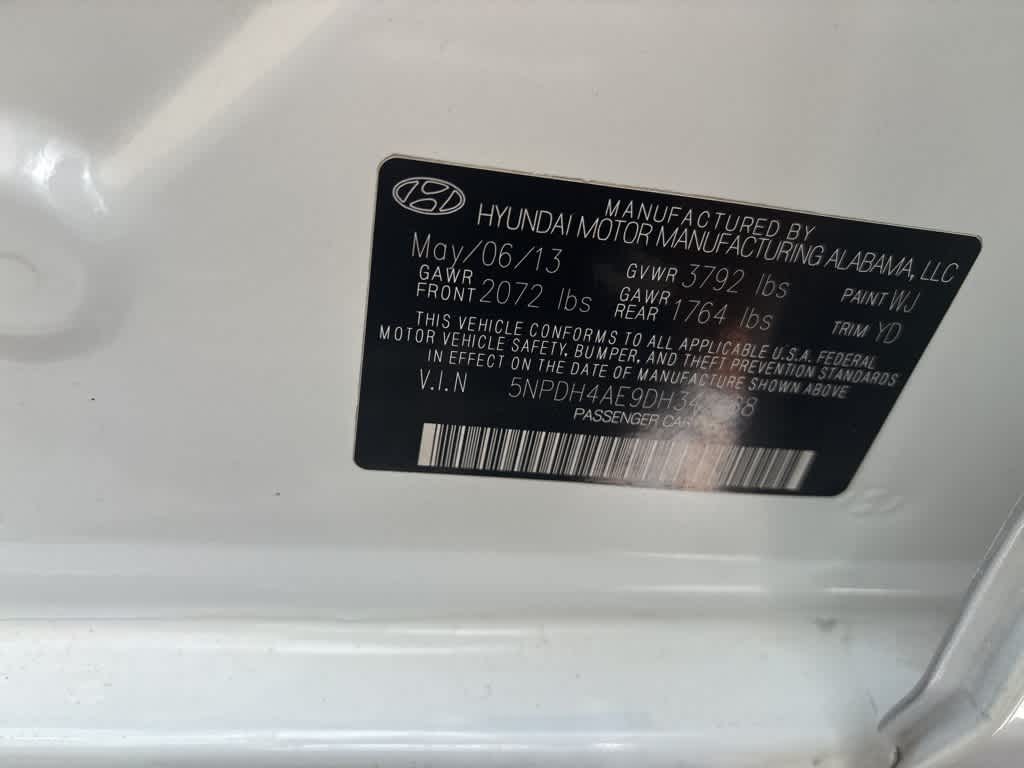 MANUFACTURED BY
HYUNDAI MOTOR MANUFACTURING ALABAMA, LLC
May/06/13 GVWR 3792 lbs PAINT WJ
GAWR FRONT 2072 lbs GAWR REAR 1764 lbs TRIM YD
THIS VEHICLE CONFORMS TO ALL APPLICABLE U.S.A. FEDERAL
MOTOR VEHICLE SAFETY, BUMPER, AND THEFT PREVENTION STANDARDS
IN EFFECT ON THE DATE OF MANUFACTURE SHOWN ABOVE
V.I.N
PASSENGER CAR